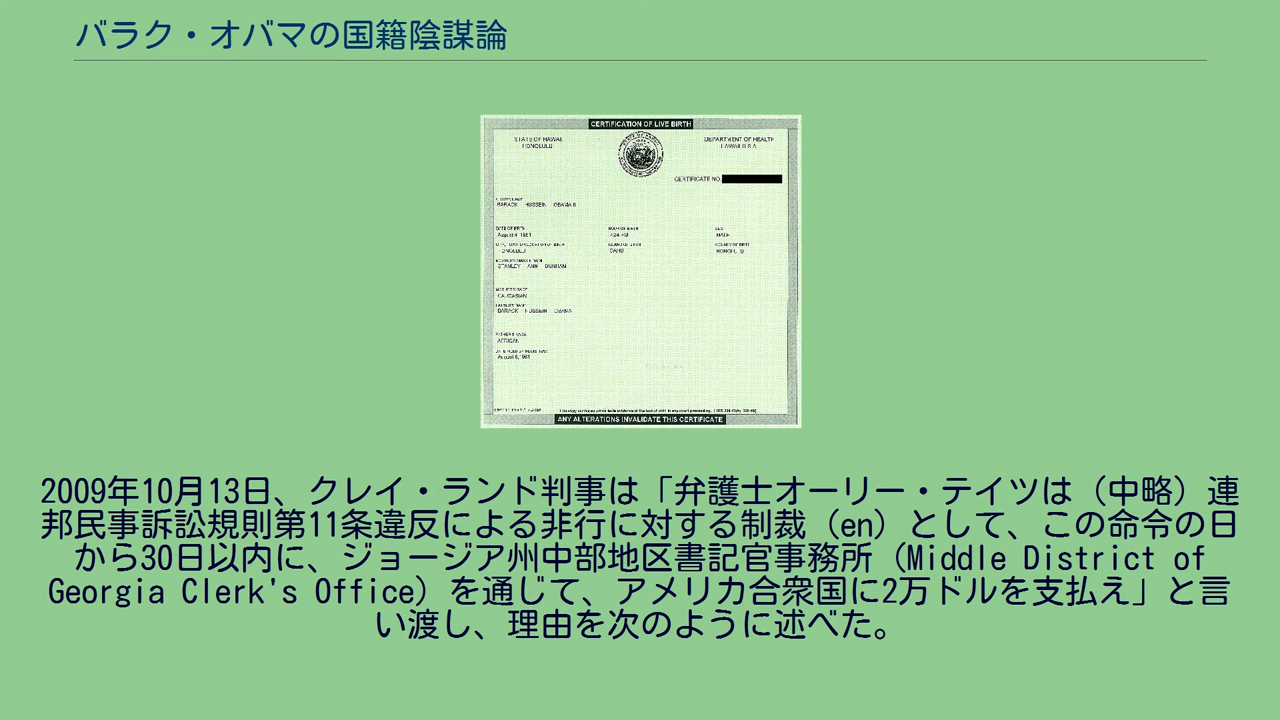 バラク・オバマの国籍陰謀論
CERTIFICATION OF LIVE BIRTH
STATE OF HAWAII
HONOLULU
DEPARTMENT OF HEALTH
CERTIFICATE NO.
BARACK HUSSEIN OBAMA II
DATE OF BIRTH
August 4, 1961
HONOLULU
OAHU
HONOLULU
STANLEY ANN DUNHAM
CAUCASIAN
BARACK HUSSEIN OBAMA
AFRICAN
August 8, 1961
ANY ALTERATIONS INVALIDATE THIS CERTIFICATE
2009年10月13日、クレイ・ランド判事は「弁護士オーリー・テイツは（中略）連
邦民事訴訟規則第11条違反による非行に対する制裁（en）として、この命令の日
から30日以内に、ジョージア州中部地区書記官事務所（Middle District of
Georgia Clerk's Office）を通じて、アメリカ合衆国に2万ドルを支払え」と言
い渡し、理由を次のように述べた。